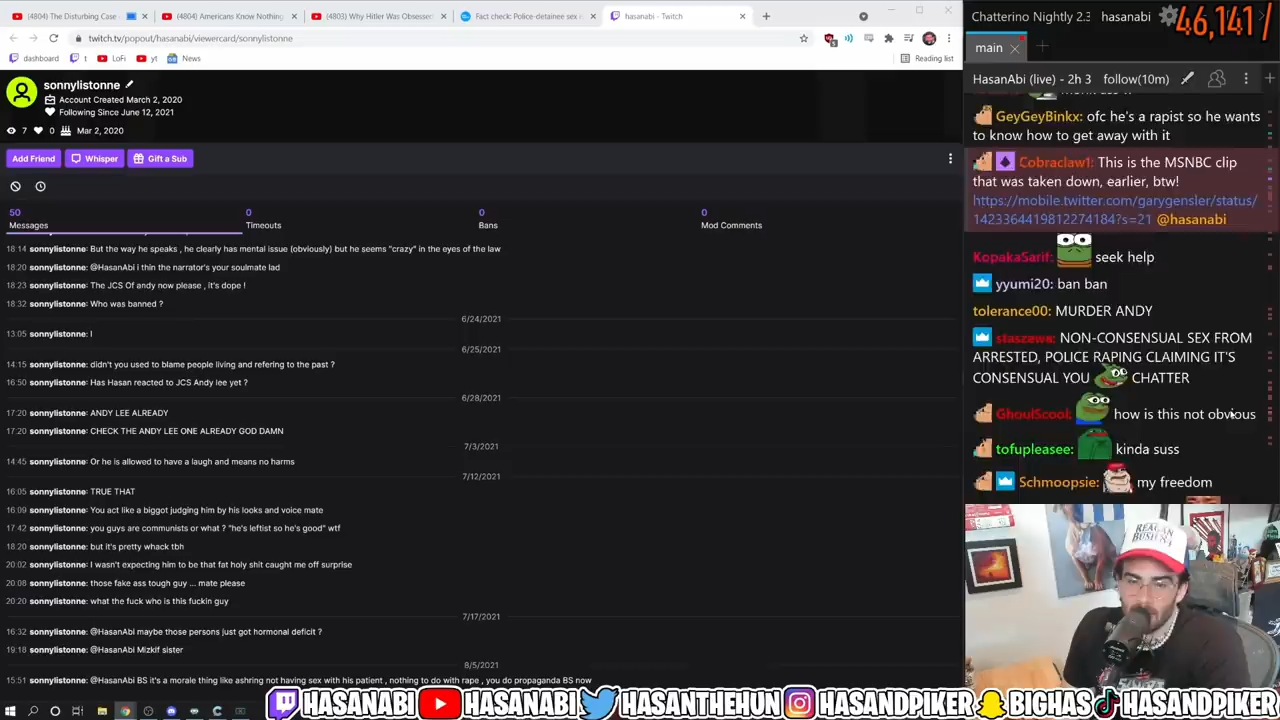 (4804) The Disturbing Case
(4804) Americans Know Nothing
(4803) Why Hitler Was Obsessed
Fact check: Police-detainee sex
hasanabi - Twitch
twitch.tv/popout/hasanabi/viewercard/sonnylistonne
dashboard
1
LoFi
yt
News
Reading list
sonnylistonne
Account Created March 2, 2020
Following Since June 12, 2021
7 0 Mar 2, 2020
Add Friend
Whisper
Gift a Sub
50 0 0 0
Messages Timeouts Bans Mod Comments
18:14 sonnylistonne: But the way he speaks , he clearly has mental issue (obviously) but he seems "crazy" in the eyes of the law
18:20 sonnylistonne: @HasanAbi i thin the narrator's your soulmate lad
18:23 sonnylistonne: The JCS Of andy now please , it's dope !
18:32 sonnylistonne: Who was banned ?
6/24/2021
13:05 sonnylistonne: !
6/25/2021
14:15 sonnylistonne: didn't you used to blame people living and refering to the past ?
16:50 sonnylistonne: Has Hasan reacted to JCS Andy lee yet ?
6/28/2021
17:20 sonnylistonne: ANDY LEE ALREADY
17:20 sonnylistonne: CHECK THE ANDY LEE ONE ALREADY GOD DAMN
7/3/2021
14:45 sonnylistonne: Or he is allowed to have a laugh and means no harms
7/12/2021
16:05 sonnylistonne: TRUE THAT
16:09 sonnylistonne: You act like a biggot judging him by his looks and voice mate
17:42 sonnylistonne: you guys are communists or what ? "he's leftist so he's good" wtf
18:20 sonnylistonne: but it's pretty whack tbh
20:02 sonnylistonne: I wasn't expecting him to be that fat holy shit caught me off surprise
20:08 sonnylistonne: those fake ass tough guy ... mate please
20:20 sonnylistonne: what the fuck who is this fuckin guy
7/17/2021
16:32 sonnylistonne: @HasanAbi maybe those persons just got hormonal deficit ?
19:18 sonnylistonne: @HasanAbi Mizkif sister
8/5/2021
15:51 sonnylistonne: @HasanAbi BS it's a morale thing like ashring not having sex with his patient , nothing to do with rape , you do propaganda BS now
Chatterino Nightly 2.3
hasanabi
46,141 /
main
HasanAbi (live) - 2h 3
follow(10m)
GeyGeyBinkx: ofc he's a rapist so he wants
to know how to get away with it
Cobraclaw1: This is the MSNBC clip
that was taken down, earlier, btw!
https://mobile.twitter.com/garygensler/status/
1423364419812274184?s=21 @hasanabi
KopakaSarif: seek help
yyumi20: ban ban
tolerance00: MURDER ANDY
staszewa: NON-CONSENSUAL SEX FROM
ARRESTED, POLICE RAPING CLAIMING IT'S
CONSENSUAL YOU CHATTER
GhoulScool: how is this not obvious
tofupleasee: kinda suss
Schmoopsie: my freedom
REAGAN
BUSH
HASANABI
HASANABI
HASANTHEHUN
HASANDPIKER
BIGHAS
HASANDPIKER